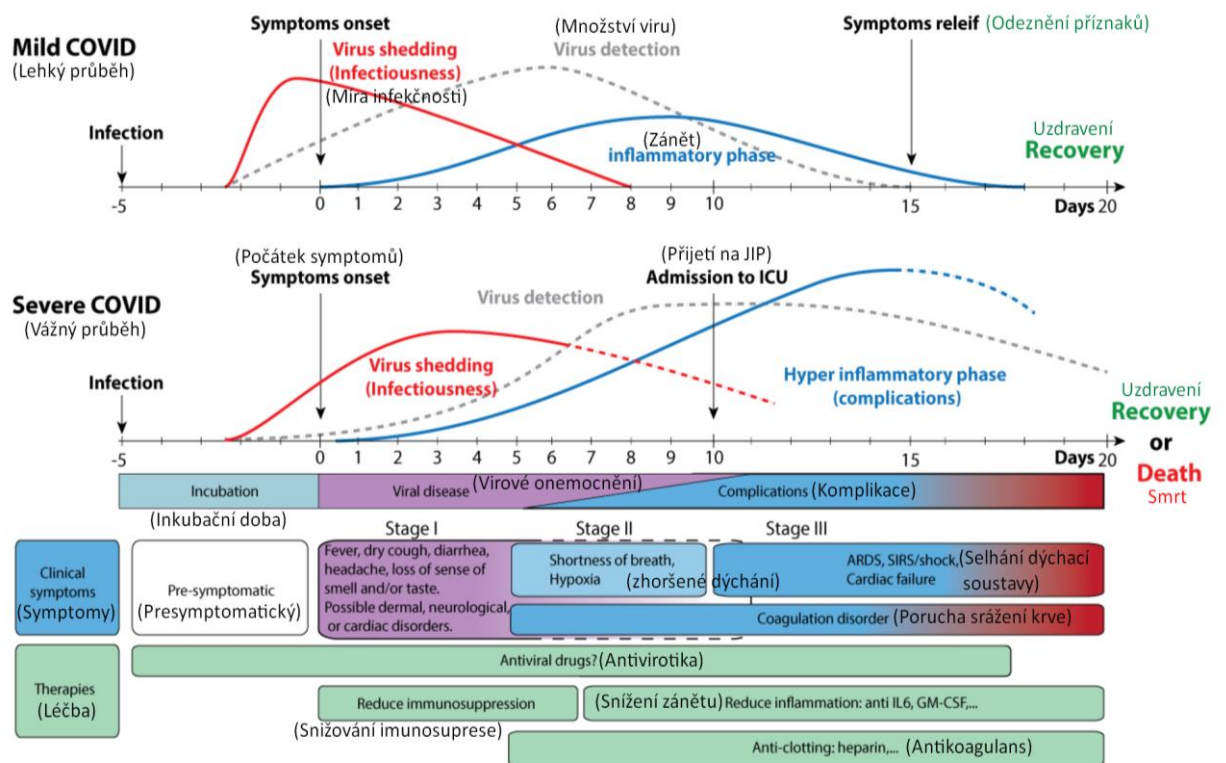 Symptoms onset
(Množství viru)
Symptoms releif (Odeznění příznaků)
Mild COVID
(Lehký průběh)
Virus shedding
(Infectiousness)
(Míra infekčnosti)
Virus detection
Infection
(Zánět)
inflammatory phase
Uzdravení
Recovery
-5 0 1 2 3 4 5 6 7 8 9 10 15 Days 20
(Počátek symptomů)
Symptoms onset
(Přijetí na JIP)
Admission to ICU
Severe COVID
(Vážný průběh)
Virus detection
Infection
Virus shedding
(Infectiousness)
Hyper inflammatory phase
(complications)
Uzdravení
Recovery
or
Death
Smrt
-5 0 1 2 3 4 5 6 7 8 9 10 15 Days 20
Incubation
(Inkubační doba)
Viral disease (Virové onemocnění)
Complications (Komplikace)
Stage I
Stage II
Stage III
Clinical
symptoms
(Symptomy)
Pre-symptomatic
(Presymptomatický)
Fever, dry cough, diarrhea,
headache, loss of sense of
smell and/or taste.
Possible dermal, neurological,
or cardiac disorders.
Shortness of breath,
Hypoxia
(zhoršené dýchání)
ARDS, SIRS/shock,
Cardiac failure
(Selhání dýchací
soustavy)
Coagulation disorder (Porucha srážení krve)
Therapies
(Léčba)
Antiviral drugs? (Antivirotika)
Reduce immunosuppression
(Snižování imunosuprese)
(Snížení zánětu) Reduce inflammation: anti IL6, GM-CSF,...
Anti-clotting: heparin,... (Antikoagulans)